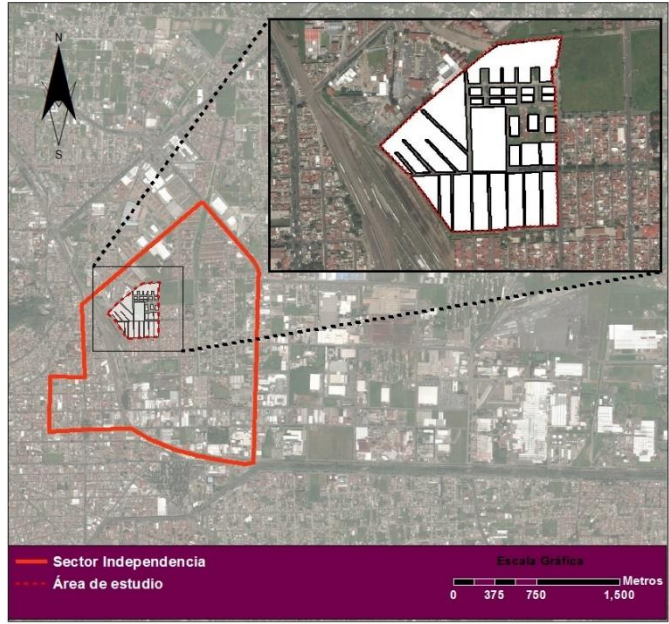 N
S
Sector Independencia
Área de estudio
Escala Gráfica
Metros
0 375 750 1,500